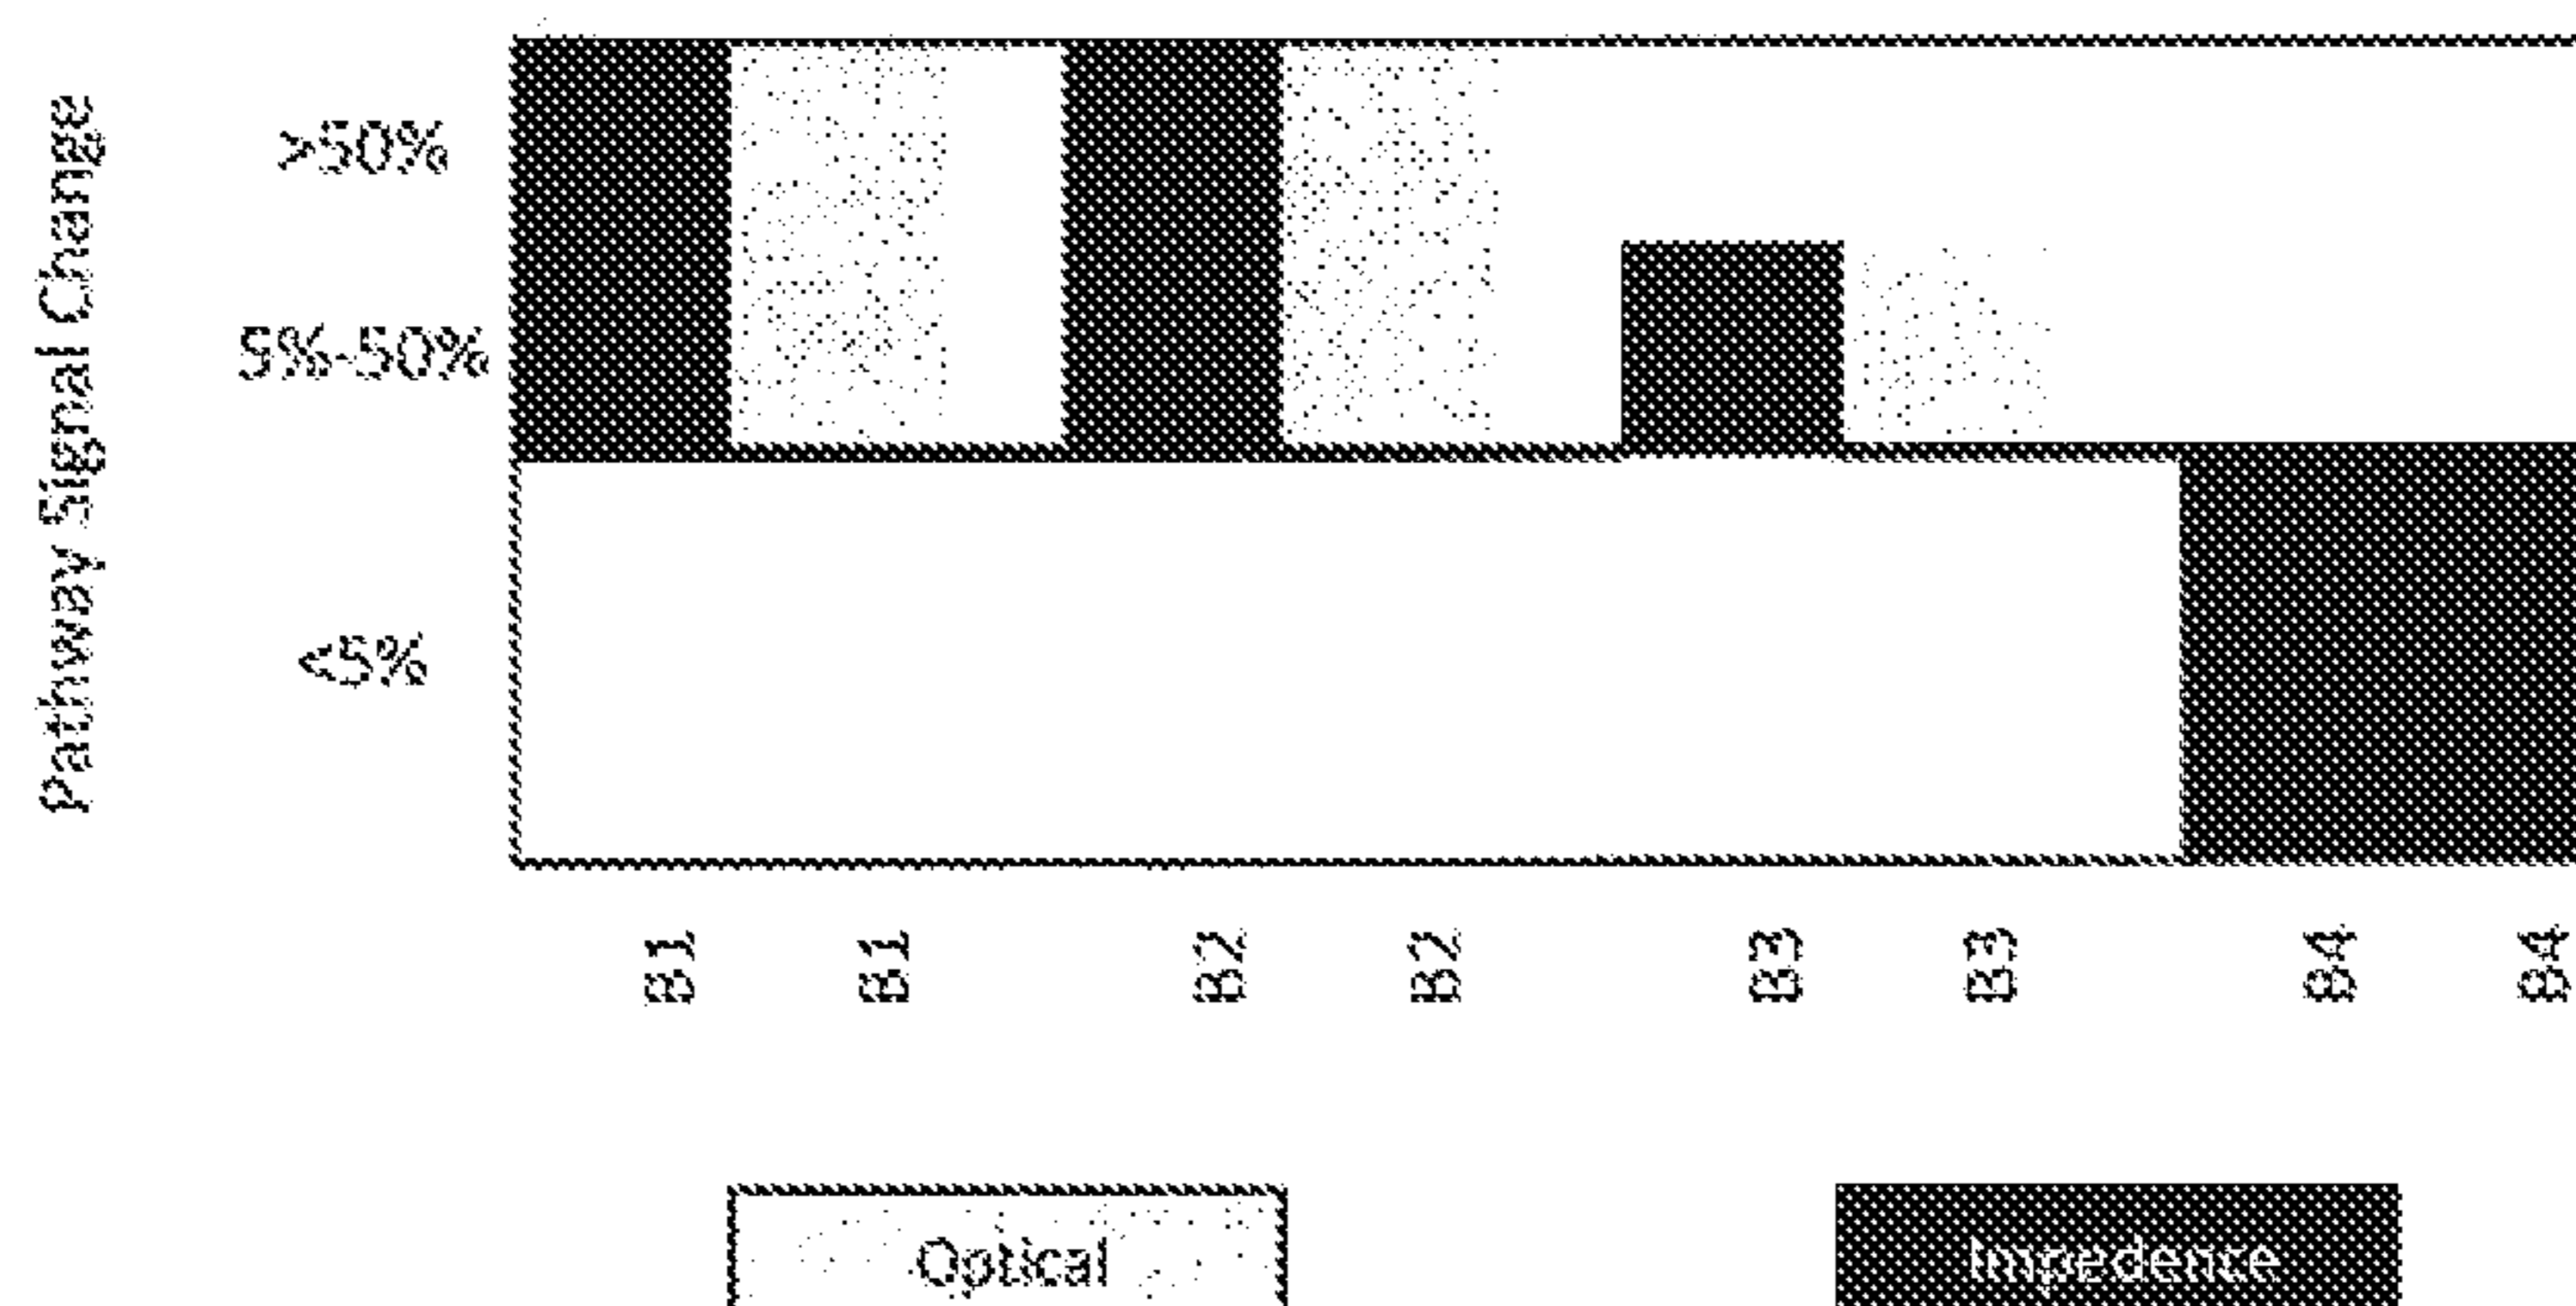 Pathway Signal Change
>50%
5%-50%
<5%
B1 B1 B2 B2 B3 B3 B4 B4
Optical
Impedence